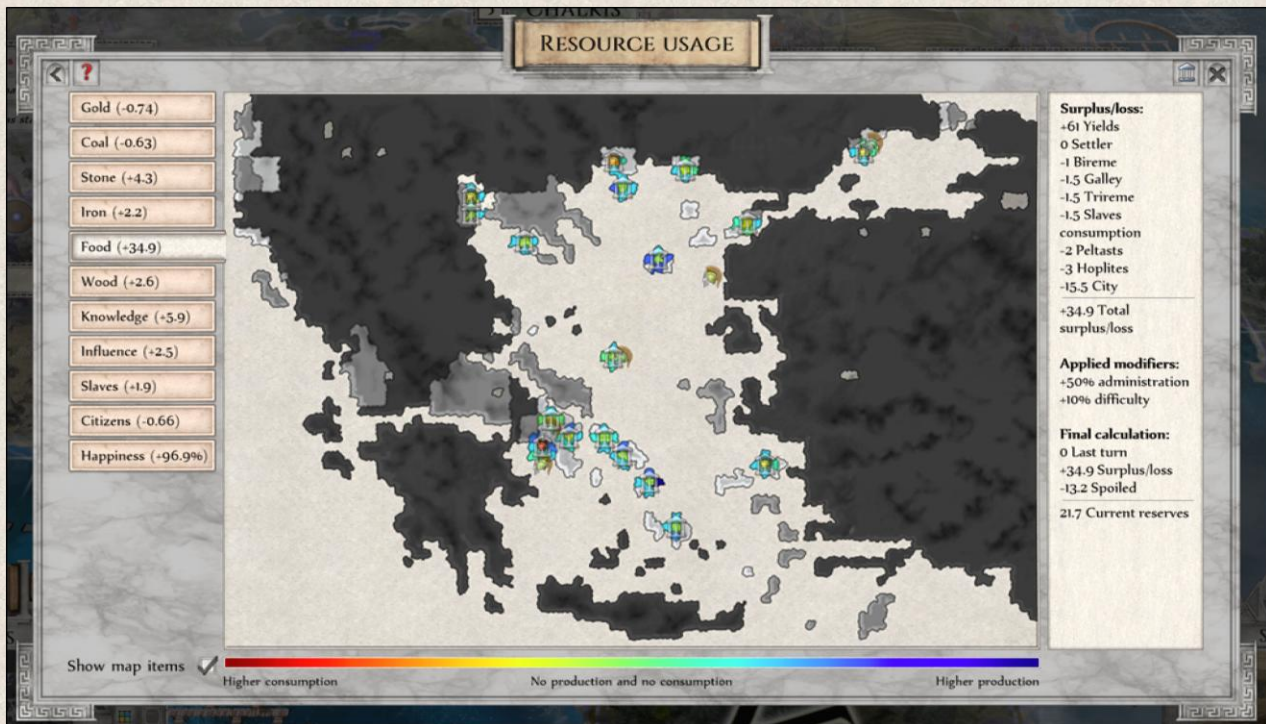 CHALKIS
RESOURCE USAGE
?
Gold (-0.74)
Coal (-0.63)
Stone (+4.3)
Iron (+2.2)
Food (+34.9)
Wood (+2.6)
Knowledge (+5.9)
Influence (+2.5)
Slaves (+1.9)
Citizens (-0.66)
Happiness (+96.9%)
Surplus/loss:
+61 Yields
0 Settler
-1 Bireme
-1.5 Galley
-1.5 Trireme
-1.5 Slaves
consumption
-2 Peltasts
-3 Hoplites
-15.5 City
+34.9 Total
surplus/loss
Applied modifiers:
+50% administration
+10% difficulty
Final calculation:
0 Last turn
+34.9 Surplus/loss
-13.2 Spoiled
21.7 Current reserves
Show map items
Higher consumption
No production and no consumption
Higher production